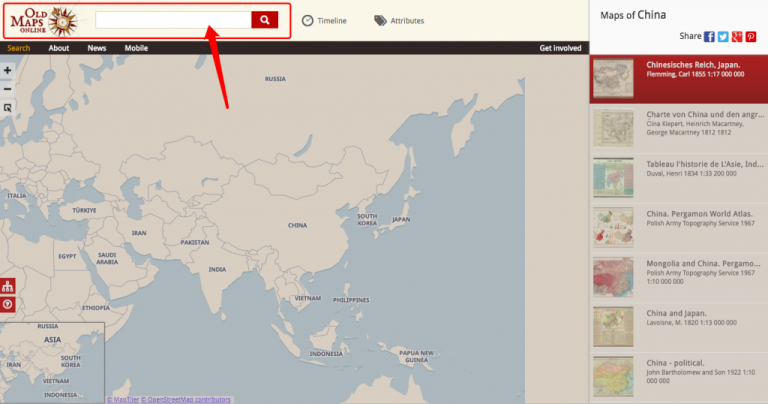 OLD
MAPS
ONLINE
Timeline
Attributes
Search
About
News
Mobile
Get Involved
Maps of China
Share
Chinesisches Reich, Japan.
Flemming, Carl 1855 1:17 000 000
Charte von China und den angr...
Čína Kiepert, Heinrich Macartney,
George Macartney 1812 1812
Tableau l'historie de L'Asie, Ind...
Duval, Henri 1834 1:33 200 000
China. Pergamon World Atlas.
Polish Army Topography Service 1967
Mongolia and China. Pergamo...
Polish Army Topography Service 1967
1:10 000 000
China and Japan.
Lavoisne, M. 1820 1:13 000 000
China - political.
John Bartholomew and Son 1922 1:10
000 000
RUSSIA
ITALIA
TÜRKIYE
CHINA
SOUTH
KOREA
JAPAN
IRAN
PAKISTAN
EGYPT
SAUDI
ARABIA
INDIA
VIETNAM
PHILIPPINES
ETHIOPIA
INDONESIA
PAPUA NEW
GUINEA
RUSSIA
ASIA
IRAN
SOUTH
KOREA
INDIA
VIETNAM
INDONESIA
© MapTiler © OpenStreetMap contributors